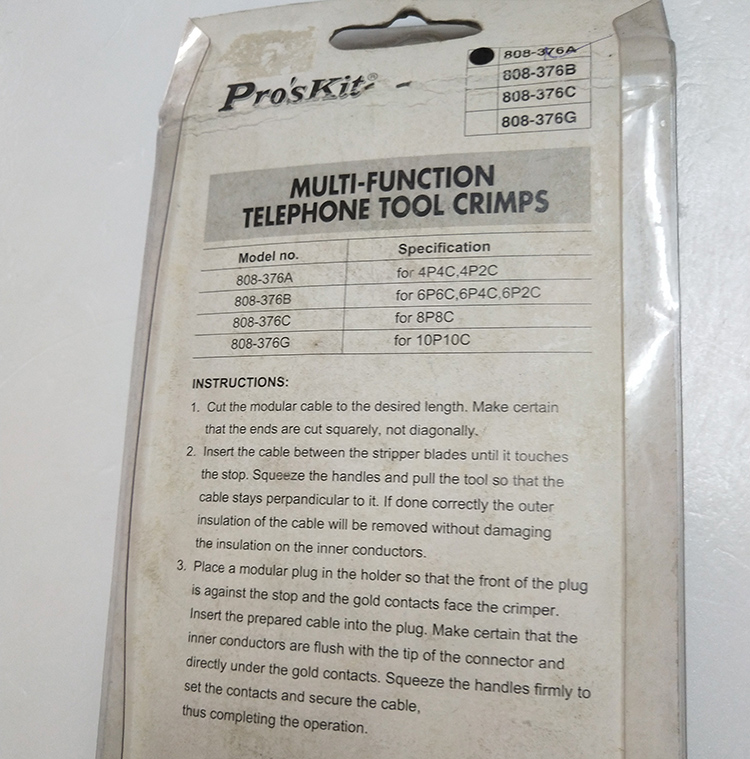 Pro'sKit®
808-376A
808-376B
808-376C
808-376G
MULTI-FUNCTION
TELEPHONE TOOL CRIMPS
Model no. Specification
808-376A for 4P4C,4P2C
808-376B for 6P6C,6P4C,6P2C
808-376C for 8P8C
808-376G for 10P10C
INSTRUCTIONS:
1. Cut the modular cable to the desired length. Make certain
that the ends are cut squarely, not diagonally.
2. Insert the cable between the stripper blades until it touches
the stop. Squeeze the handles and pull the tool so that the
cable stays perpandicular to it. If done correctly the outer
insulation of the cable will be removed without damaging
the insulation on the inner conductors.
3. Place a modular plug in the holder so that the front of the plug
is against the stop and the gold contacts face the crimper.
Insert the prepared cable into the plug. Make certain that the
inner conductors are flush with the tip of the connector and
directly under the gold contacts. Squeeze the handles firmly to
set the contacts and secure the cable,
thus completing the operation.